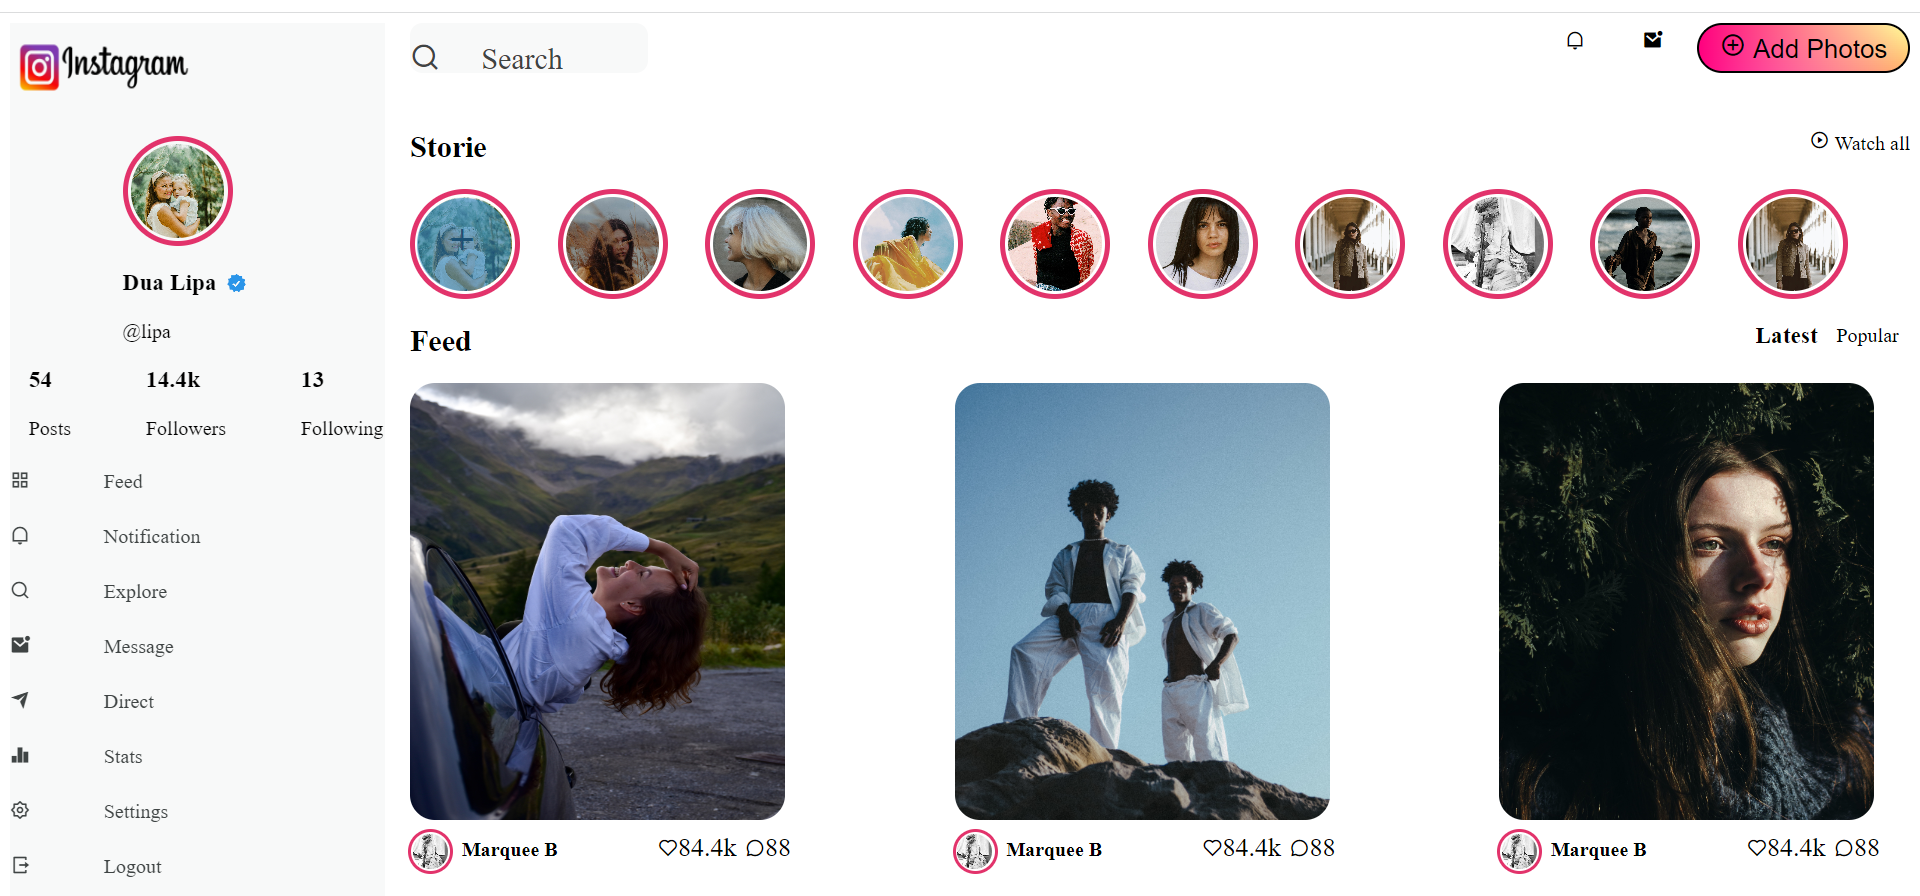 Instagram
Search
Add Photos
Dua Lipa
@lipa
54 14.4k 13
Posts Followers Following
Feed
Notification
Explore
Message
Direct
Stats
Settings
Logout
Storie
Watch all
Feed
Latest Popular
Marquee B 84.4k 88
Marquee B 84.4k 88
Marquee B 84.4k 88